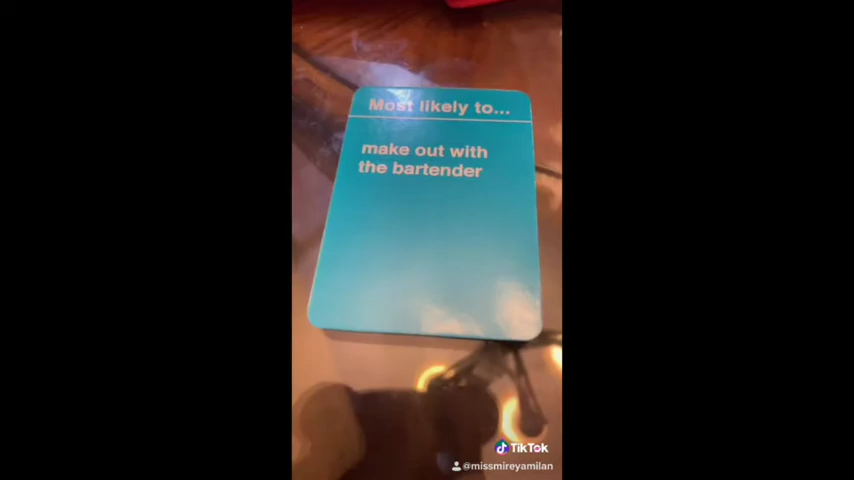 Most likely to...
make out with
the bartender
TikTok
@missmireyamilan